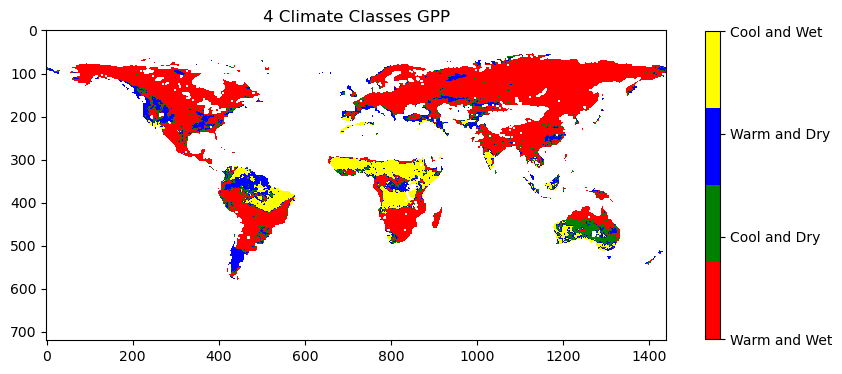 4 Climate Classes GPP
0
100
200
300
400
500
600
700
0 200 400 600 800 1000 1200 1400
Cool and Wet
Warm and Dry
Cool and Dry
Warm and Wet